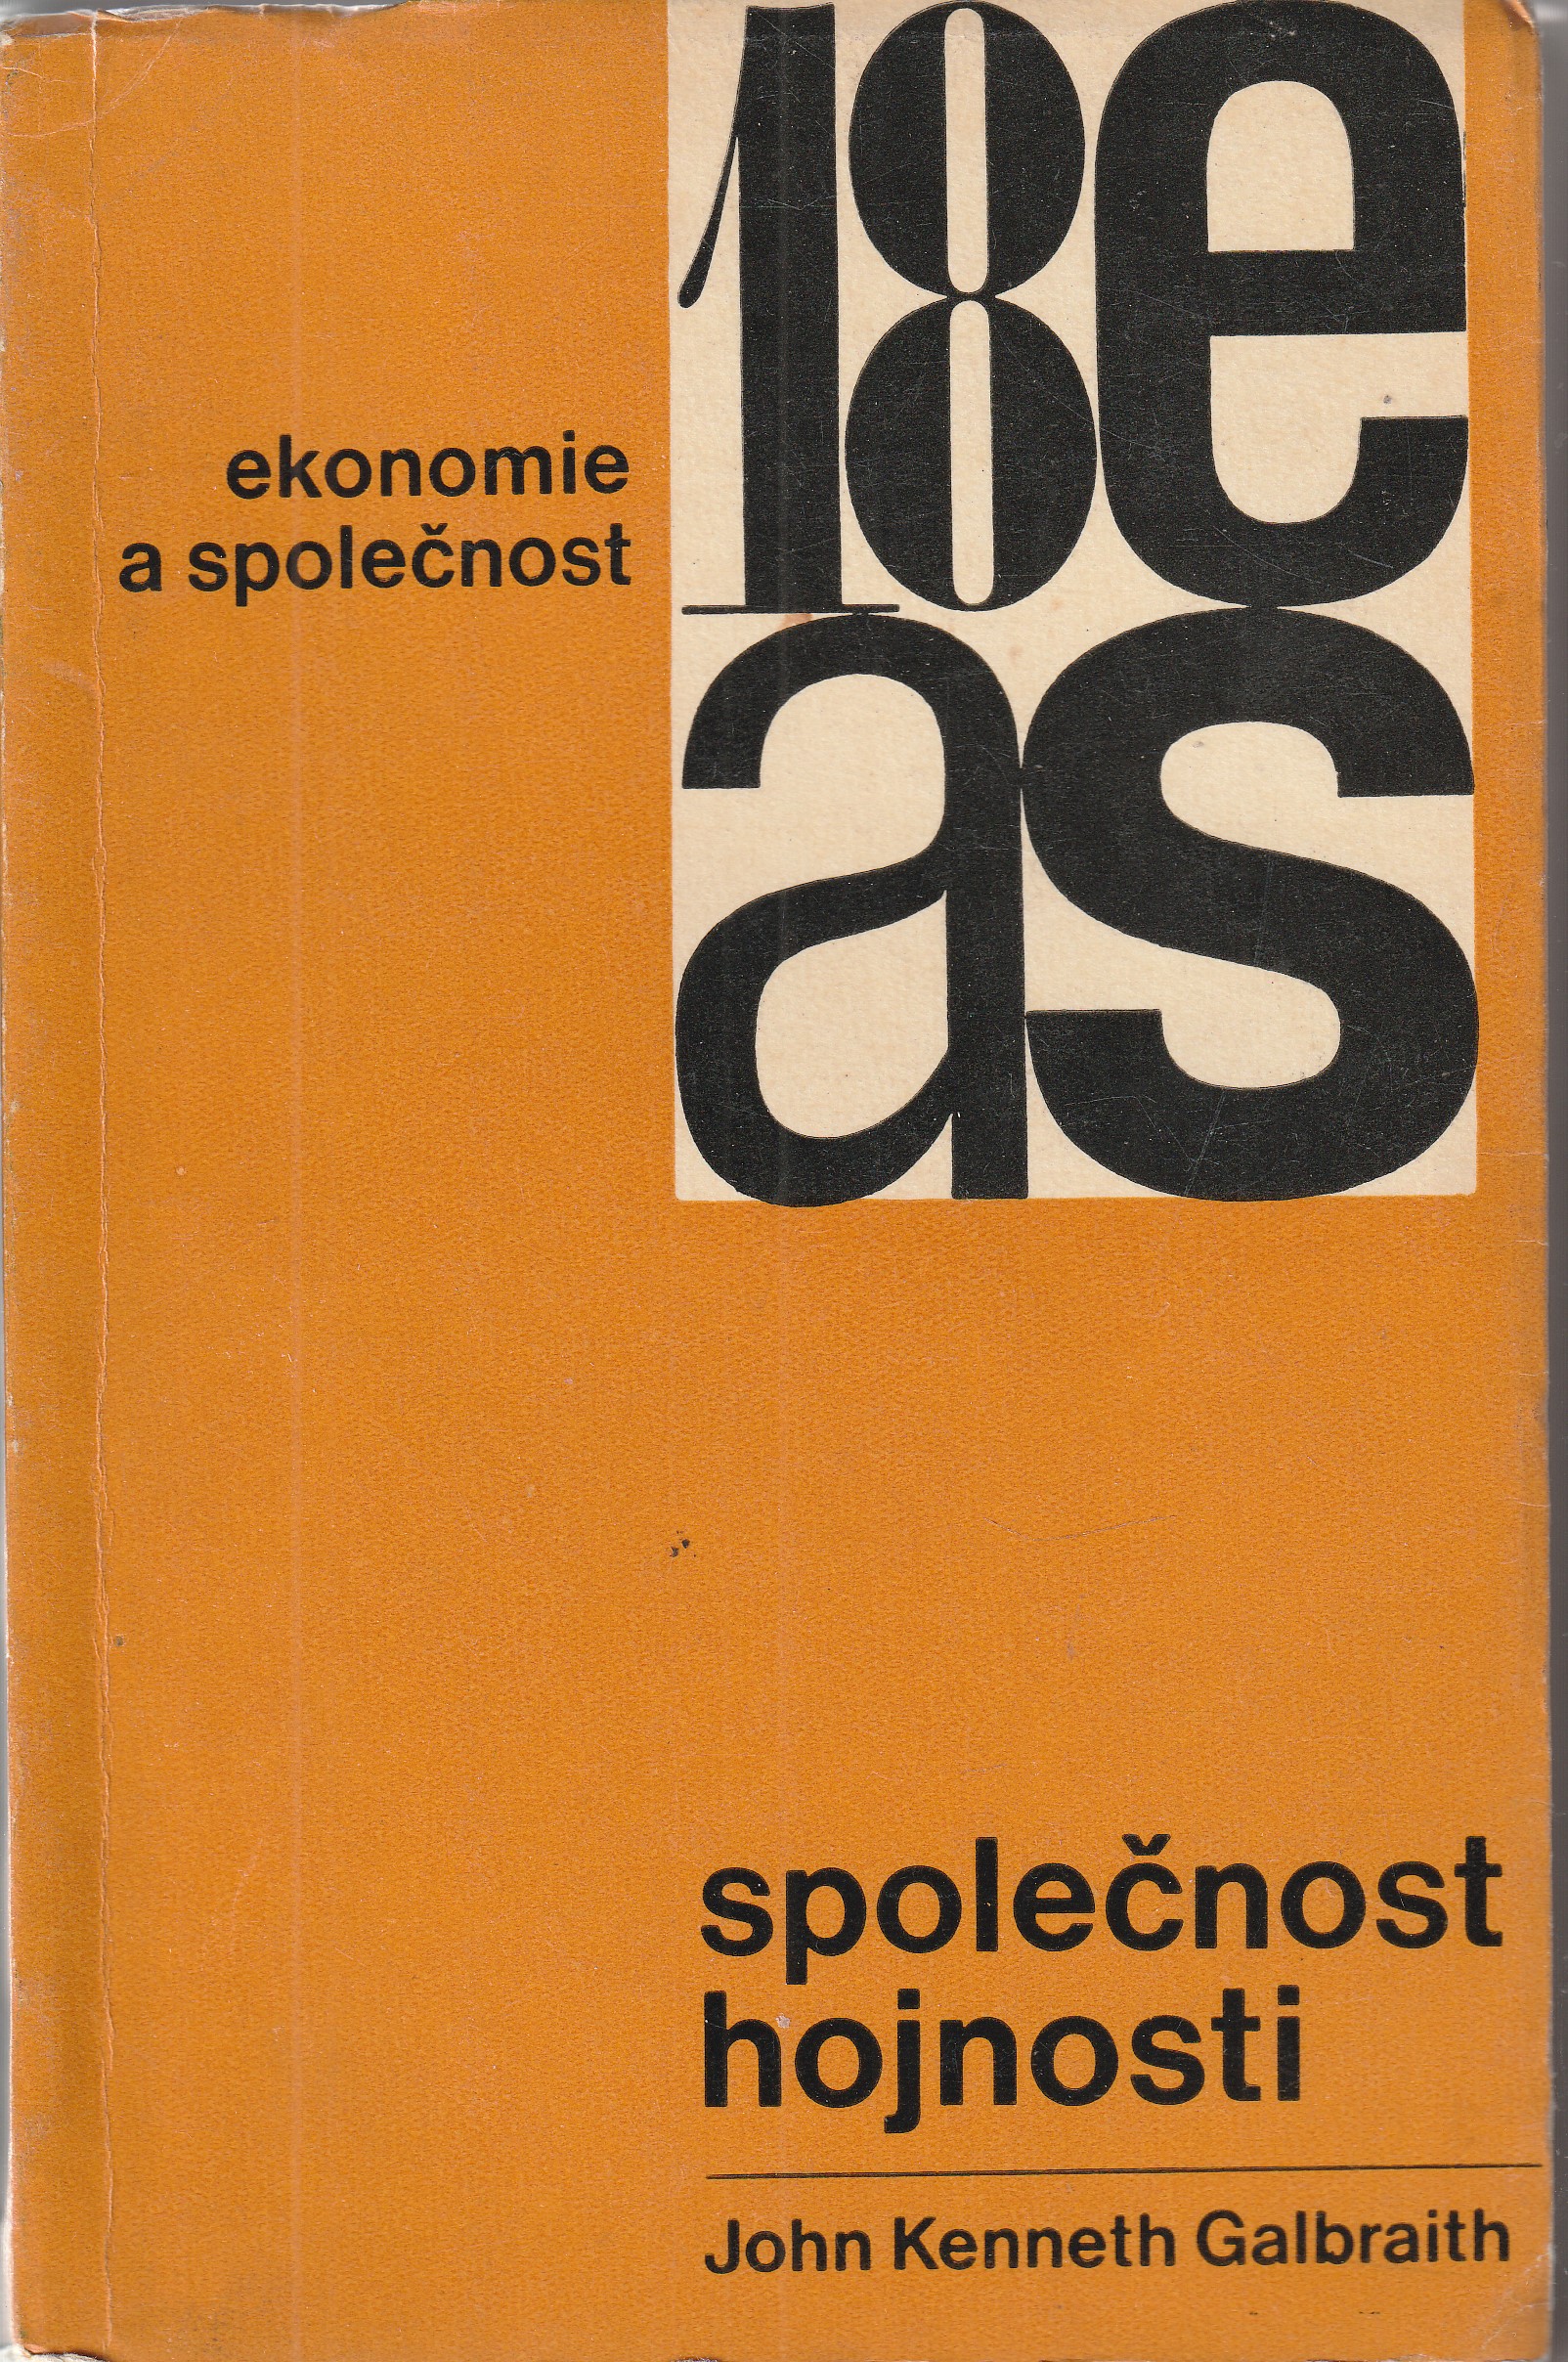 18e
as
ekonomie
a společnost
společnost
hojnosti
John Kenneth Galbraith